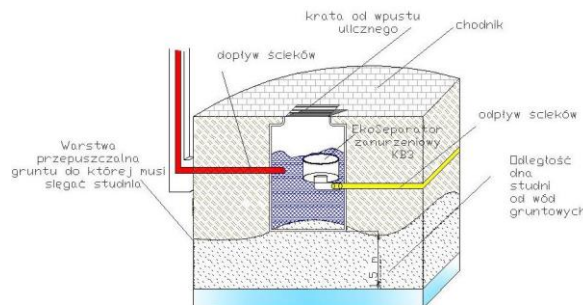 krata od wpustu
ulicznego
chodnik
dopływ ścieków
odpływ ścieków
EkoSeparator
zanurzeniowy
KB3
Warstwa
przepuszczalna
gruntu do której musi
sięgać studnia
Odległość
dna
studni
od wód
gruntowych